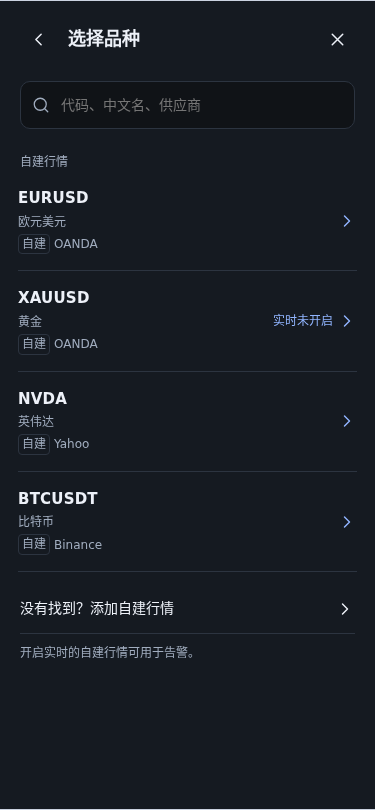 选择品种
代码、中文名、供应商
自建行情
EURUSD
欧元美元
自建 OANDA
XAUUSD
黄金
实时未开启
自建 OANDA
NVDA
英伟达
自建 Yahoo
BTCUSDT
比特币
自建 Binance
没有找到？添加自建行情
开启实时的自建行情可用于告警。